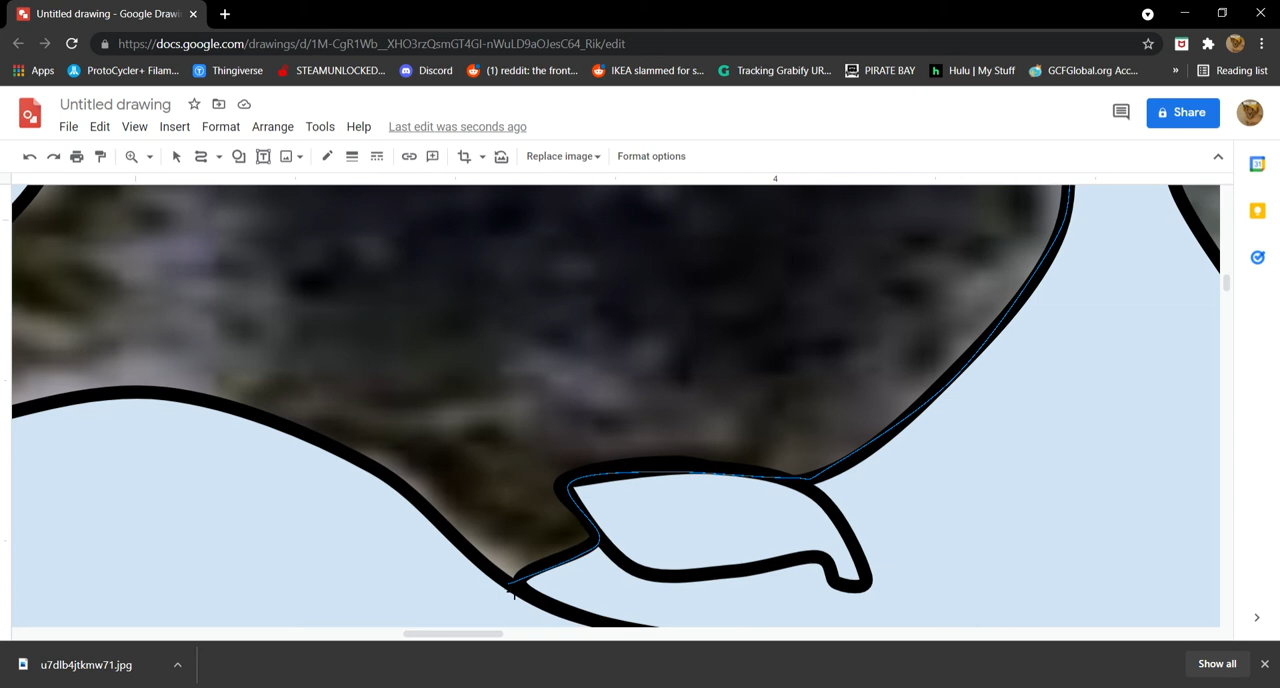 Untitled drawing - Google Drawi
https://docs.google.com/drawings/d/1M-CgR1Wb__XHO3rzQsmGT4GI-nWuLD9aOJesC64_Rik/edit
Apps ProtoCycler+ Filam... Thingiverse STEAMUNLOCKED... Discord (1) reddit: the front... IKEA slammed for s... Tracking Grabify UR... PIRATE BAY Hulu | My Stuff GCFGlobal.org Acc... » Reading list
Untitled drawing
Share
File Edit View Insert Format Arrange Tools Help Last edit was seconds ago
Replace image Format options
4
u7dlb4jtkmw71.jpg
Show all